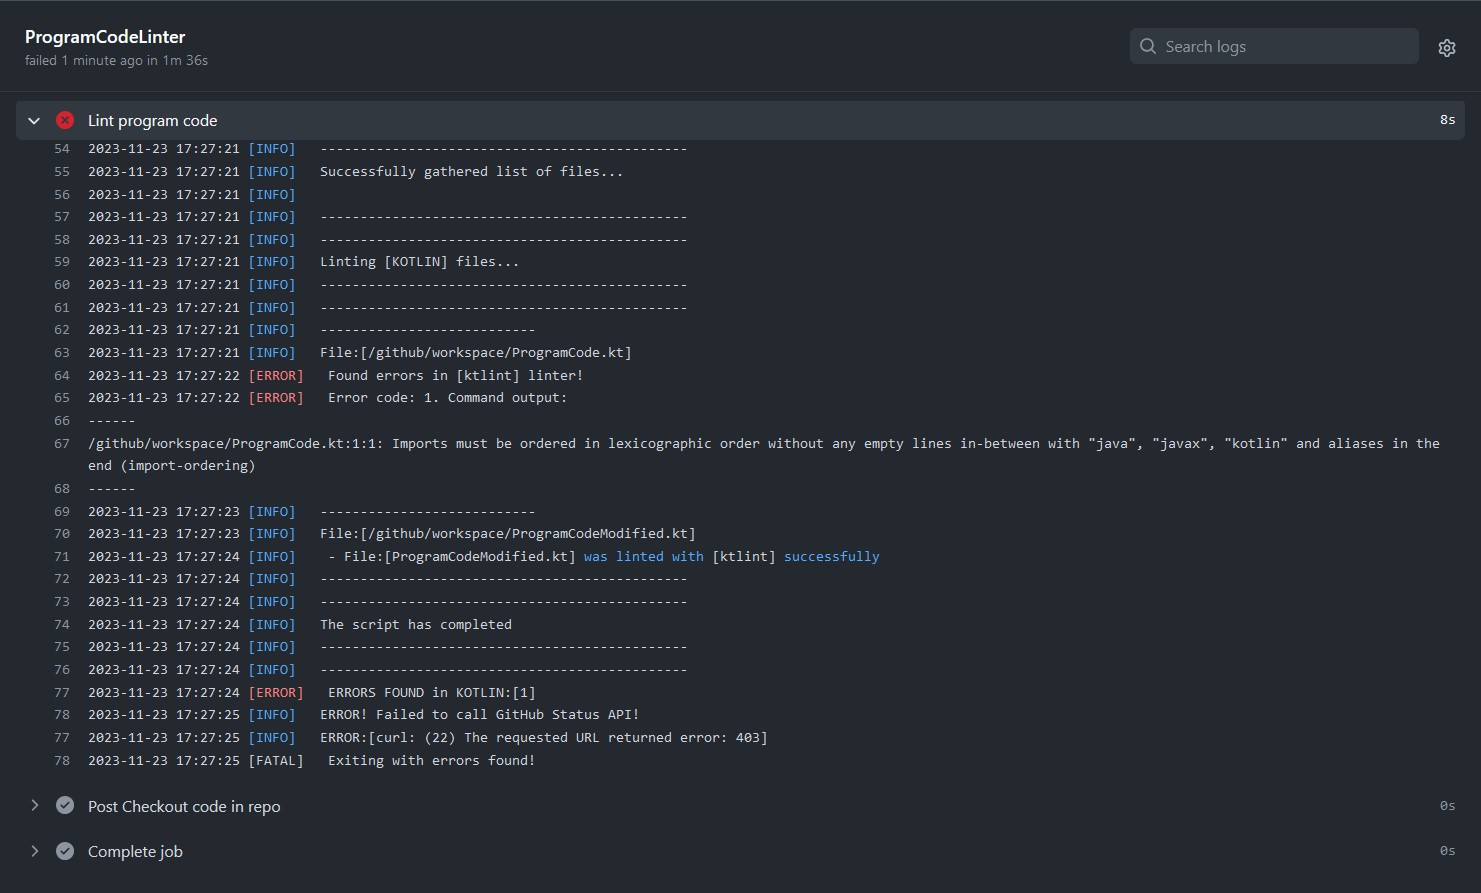 ProgramCodeLinter
failed 1 minute ago in 1m 36s
Search logs
Lint program code 8s
54 2023-11-23 17:27:21 [INFO] ----------------------------------------------
55 2023-11-23 17:27:21 [INFO] Successfully gathered list of files...
56 2023-11-23 17:27:21 [INFO]
57 2023-11-23 17:27:21 [INFO] ----------------------------------------------
58 2023-11-23 17:27:21 [INFO] ----------------------------------------------
59 2023-11-23 17:27:21 [INFO] Linting [KOTLIN] files...
60 2023-11-23 17:27:21 [INFO] ----------------------------------------------
61 2023-11-23 17:27:21 [INFO] ----------------------------------------------
62 2023-11-23 17:27:21 [INFO] ---------------------------
63 2023-11-23 17:27:21 [INFO] File:[/github/workspace/ProgramCode.kt]
64 2023-11-23 17:27:22 [ERROR] Found errors in [ktlint] linter!
65 2023-11-23 17:27:22 [ERROR] Error code: 1. Command output:
66 ------
67 /github/workspace/ProgramCode.kt:1:1: Imports must be ordered in lexicographic order without any empty lines in-between with "java", "javax", "kotlin" and aliases in the
end (import-ordering)
68 ------
69 2023-11-23 17:27:23 [INFO] ---------------------------
70 2023-11-23 17:27:23 [INFO] File:[/github/workspace/ProgramCodeModified.kt]
71 2023-11-23 17:27:24 [INFO] - File:[ProgramCodeModified.kt] was linted with [ktlint] successfully
72 2023-11-23 17:27:24 [INFO] ----------------------------------------------
73 2023-11-23 17:27:24 [INFO] ----------------------------------------------
74 2023-11-23 17:27:24 [INFO] The script has completed
75 2023-11-23 17:27:24 [INFO] ----------------------------------------------
76 2023-11-23 17:27:24 [INFO] ----------------------------------------------
77 2023-11-23 17:27:24 [ERROR] ERRORS FOUND in KOTLIN:[1]
78 2023-11-23 17:27:25 [INFO] ERROR! Failed to call GitHub Status API!
77 2023-11-23 17:27:25 [INFO] ERROR:[curl: (22) The requested URL returned error: 403]
78 2023-11-23 17:27:25 [FATAL] Exiting with errors found!
Post Checkout code in repo 0s
Complete job 0s